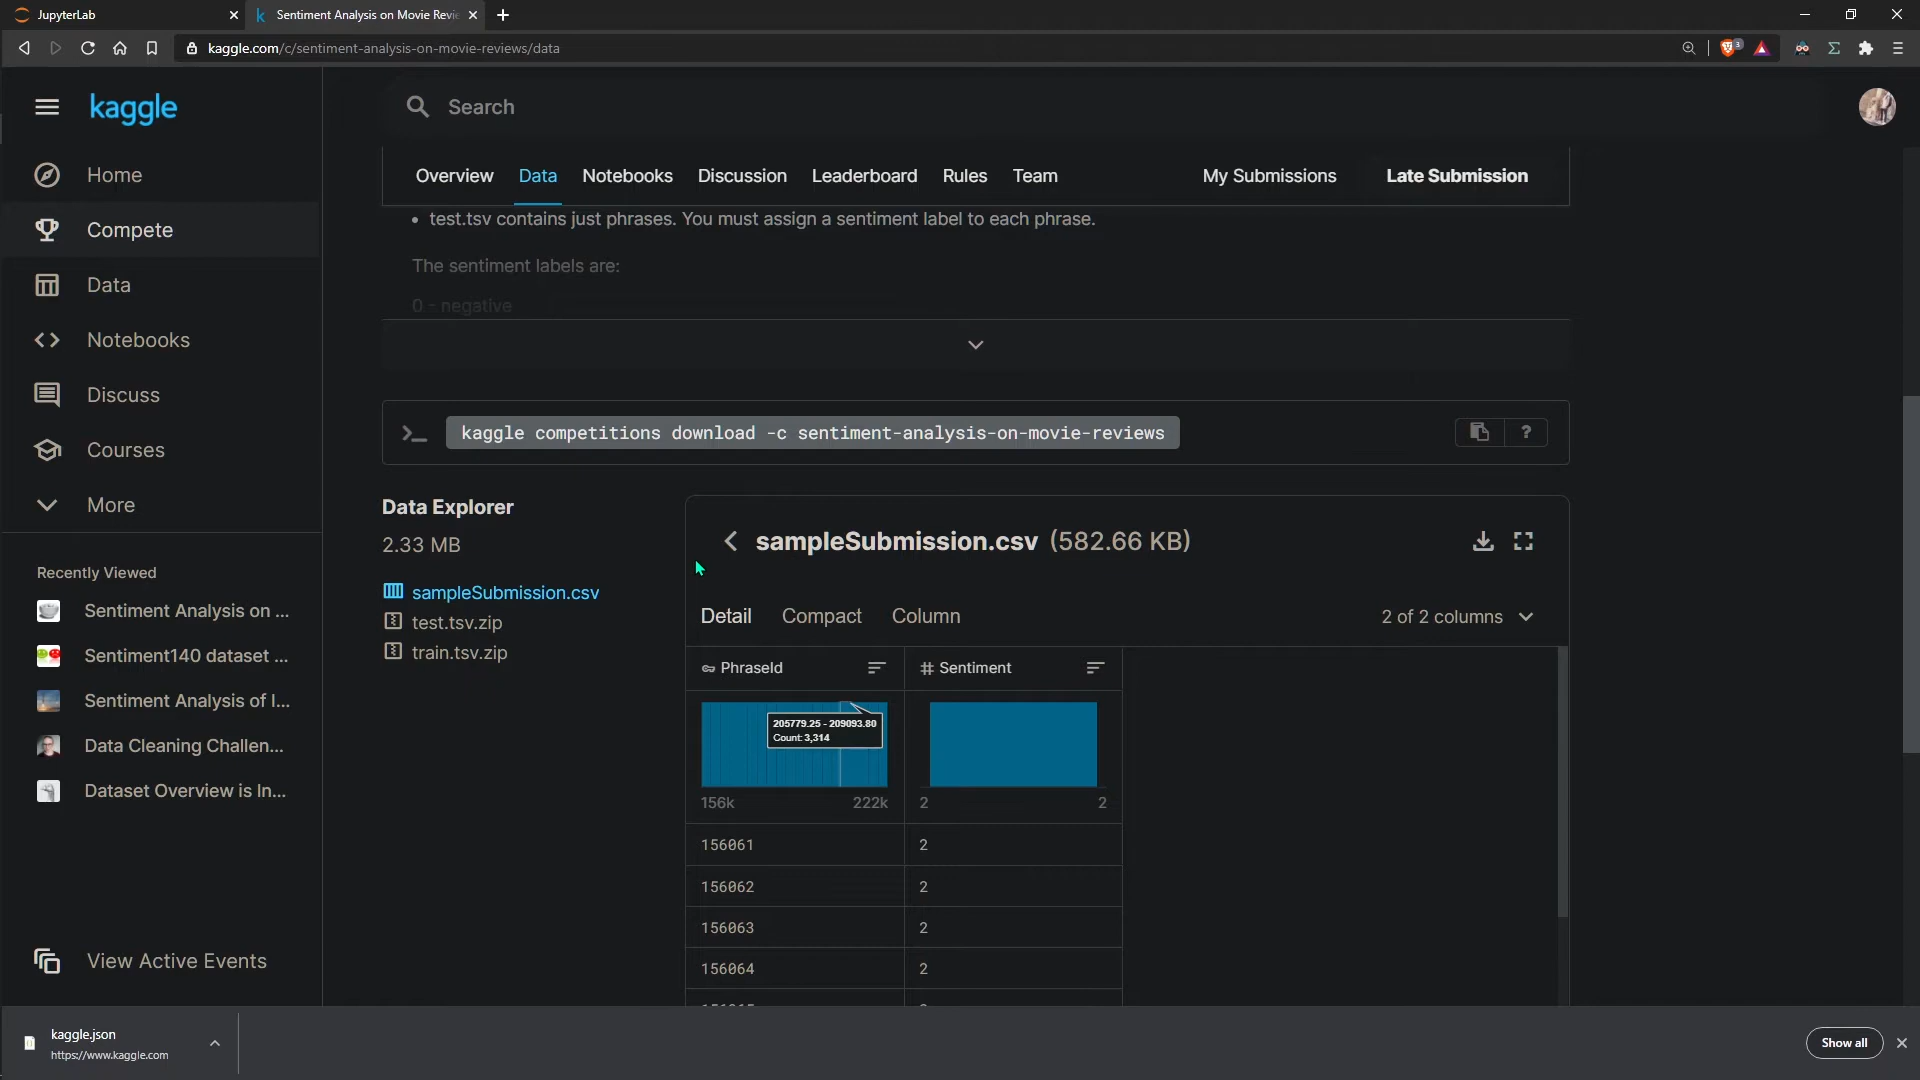 JupyterLab
Sentiment Analysis on Movie Revie
kaggle.com/c/sentiment-analysis-on-movie-reviews/data
kaggle
Search
Home
Compete
Data
Notebooks
Discuss
Courses
More
Recently Viewed
Sentiment Analysis on ...
Sentiment140 dataset ...
Sentiment Analysis of I...
Data Cleaning Challen...
Dataset Overview is In...
View Active Events
Overview Data Notebooks Discussion Leaderboard Rules Team My Submissions Late Submission
• test.tsv contains just phrases. You must assign a sentiment label to each phrase.
The sentiment labels are:
0 - negative
>_ kaggle competitions download -c sentiment-analysis-on-movie-reviews ?
Data Explorer
2.33 MB
sampleSubmission.csv
test.tsv.zip
train.tsv.zip
sampleSubmission.csv (582.66 KB)
Detail Compact Column 2 of 2 columns
PhraseId # Sentiment
205779.25 - 209093.80
Count: 3,314
156k 222k 2 2
156061 2
156062 2
156063 2
156064 2
kaggle.json
https://www.kaggle.com
Show all